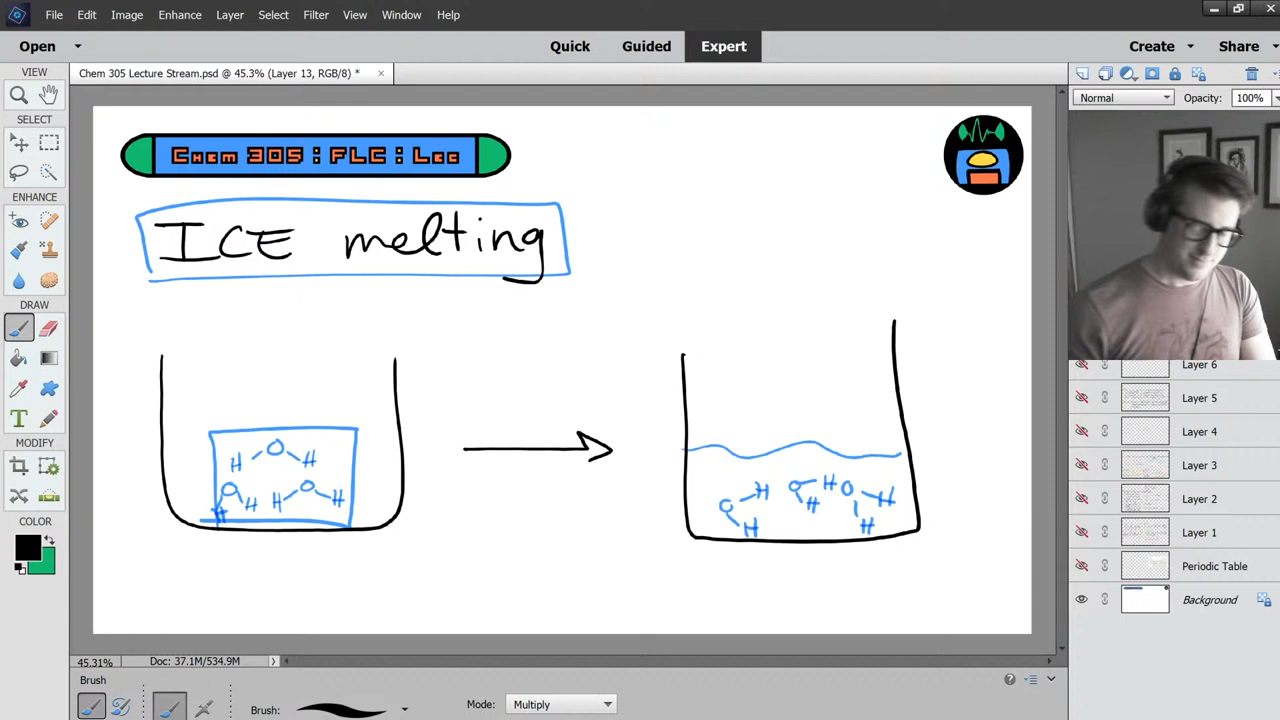 File Edit Image Enhance Layer Select Filter View Window Help
Open Quick Guided Expert Create Share
Chem 305 Lecture Stream.psd @ 45.3% (Layer 13, RGB/8) * ×
VIEW
SELECT
ENHANCE
DRAW
MODIFY
COLOR
Normal Opacity: 100%
Chem 305 : FLC : Lec
ICE melting
O
H H
O O
H H H H
O H O H O H
H H H
Layer 6
Layer 5
Layer 4
Layer 3
Layer 2
Layer 1
Periodic Table
Background
45.31% Doc: 37.1M/534.9M
Brush
Brush: Mode: Multiply